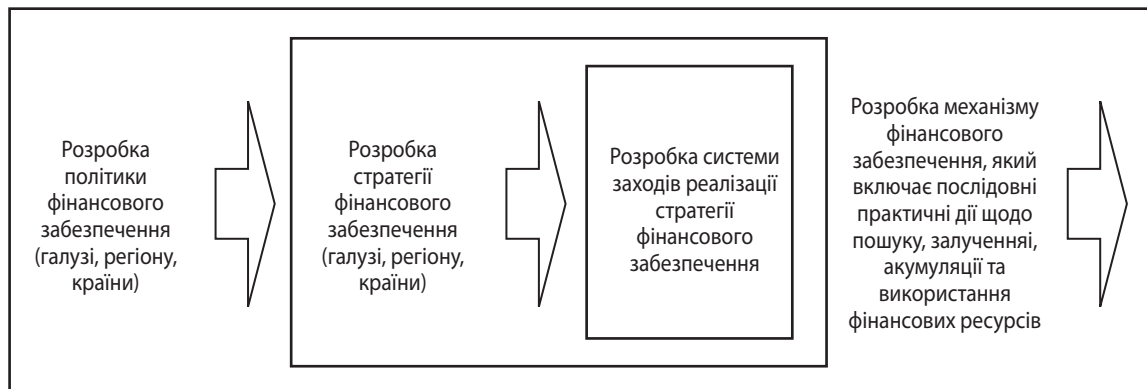 Розробка
політики
фінансового
забезпечення
(галузі, регіону,
країни)
Розробка
стратегії
фінансового
забезпечення
(галузі, регіону,
країни)
Розробка системи
заходів реалізації
стратегії
фінансового
забезпечення
Розробка механізму
фінансового
забезпечення, який
включає послідовні
практичні дії щодо
пошуку, залученняі,
акумуляції та
використання
фінансових ресурсів